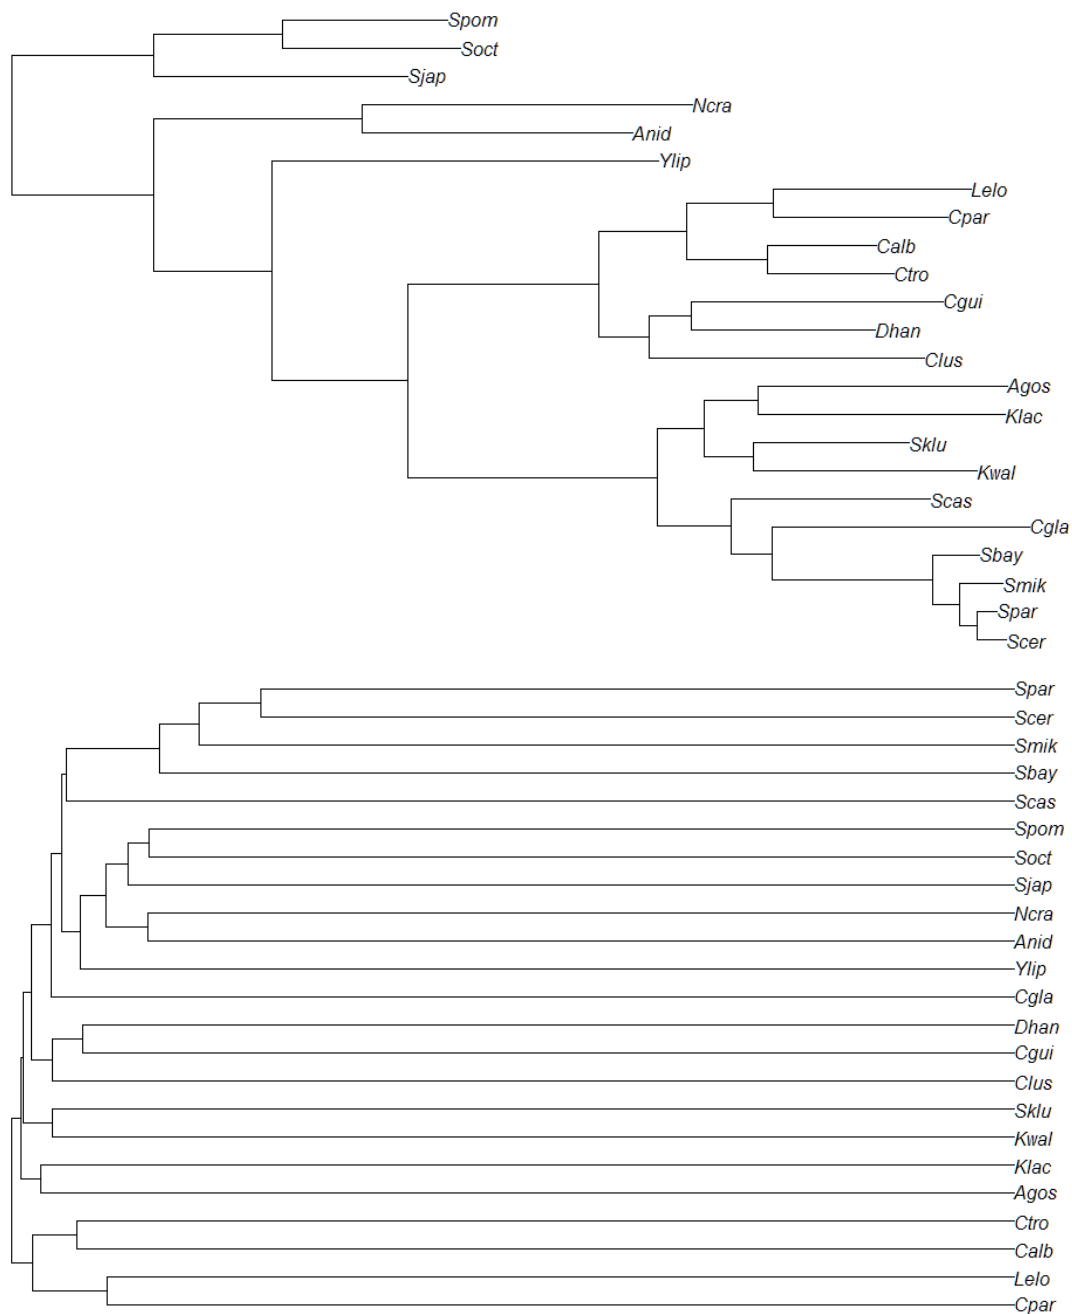 Spom
Soct
Sjap
Ncra
Anid
Ylip
Lelo
Cpar
Calb
Ctro
Cgui
Dhan
Clus
Agos
Klac
Sklu
Kwal
Scas
Cgla
Sbay
Smik
Spar
Scer
Spar
Scer
Smik
Sbay
Scas
Spom
Soct
Sjap
Ncra
Anid
Ylip
Cgla
Dhan
Cgui
Clus
Sklu
Kwal
Klac
Agos
Ctro
Calb
Lelo
Cpar